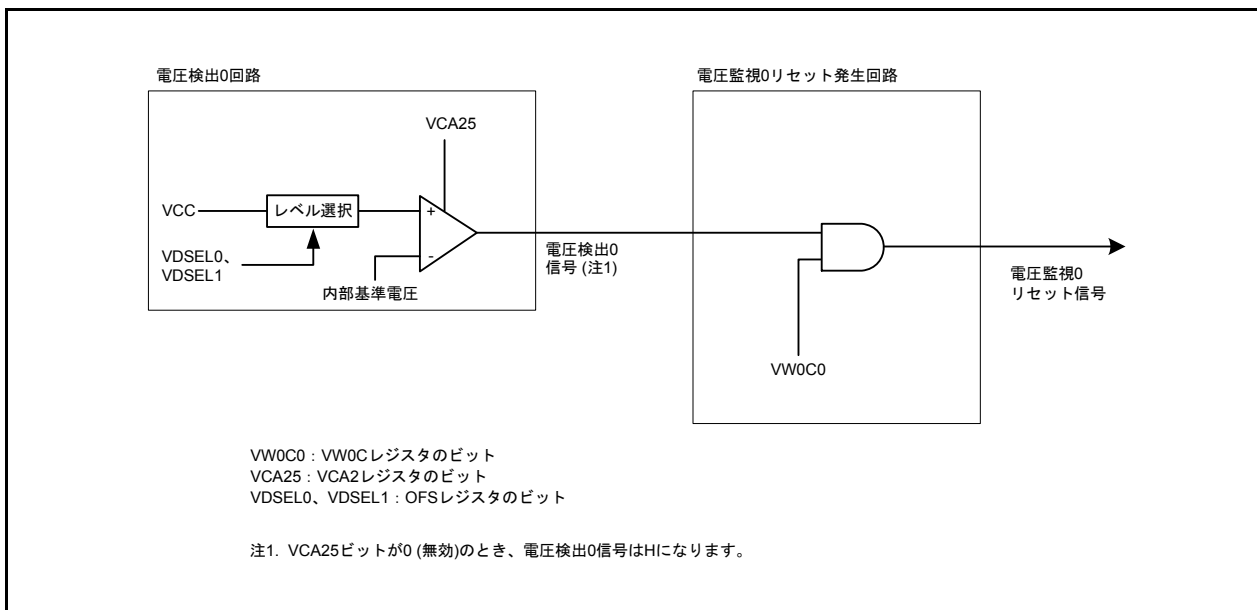 電圧検出0回路
電圧監視0リセット発生回路
VCA25
VCC
レベル選択
+
-
VDSEL0、
VDSEL1
内部基準電圧
電圧検出0
信号 (注1)
電圧監視0
リセット信号
VW0C0
VW0C0：VW0Cレジスタのビット
VCA25：VCA2レジスタのビット
VDSEL0、VDSEL1：OFSレジスタのビット
注1. VCA25ビットが0 (無効)のとき、電圧検出0信号はHになります。